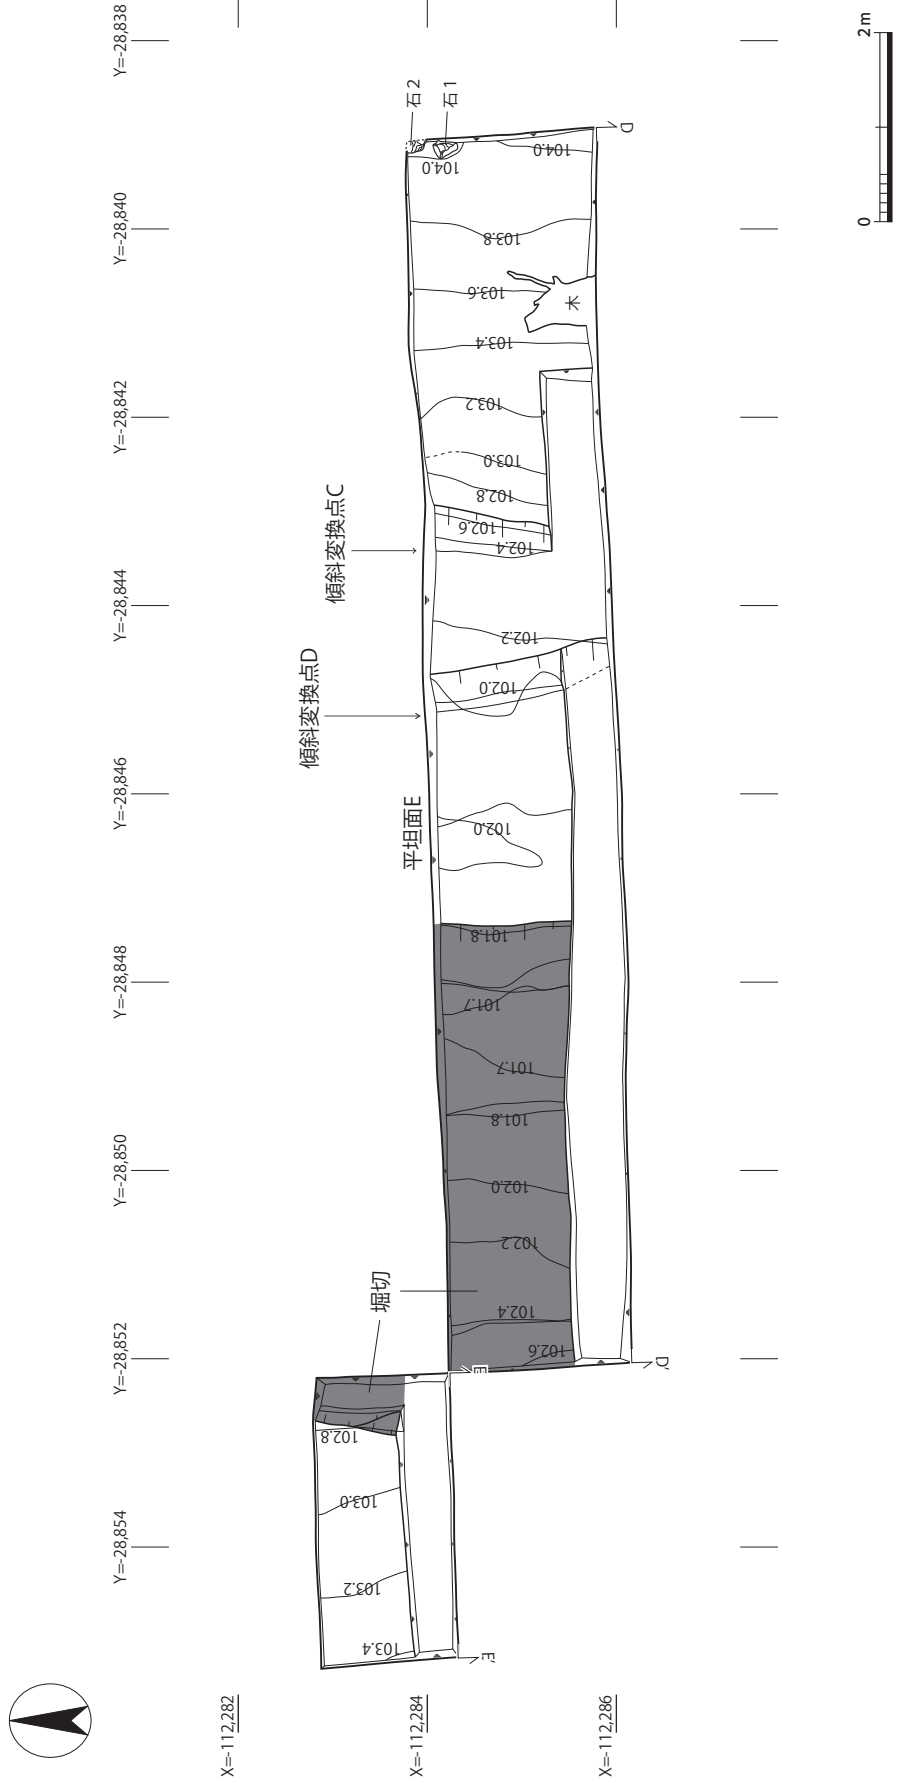 Y=-28,838
Y=-28,840
Y=-28,842
Y=-28,844
Y=-28,846
Y=-28,848
Y=-28,850
Y=-28,852
Y=-28,854
X=-112,282
X=-112,284
X=-112,286
2m
0
石2
石1
D
104.0
104.0
103.8
103.6
木
103.4
103.2
103.0
102.8
102.6
102.4
傾斜変換点C
102.2
傾斜変換点D
102.0
平坦面E
102.0
101.8
101.7
101.7
101.8
102.0
102.2
堀切
102.4
102.6
D'
E
102.8
103.0
103.2
103.4
E'